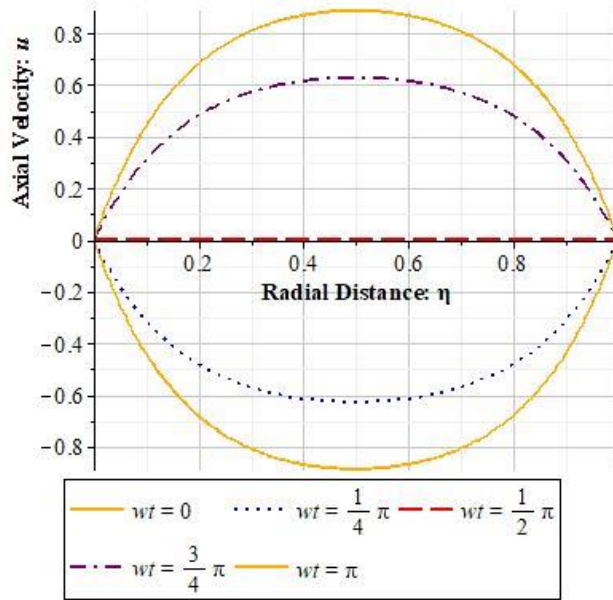 Axial Velocity: u
0.8
0.6
0.4
0.2
0
−0.2
−0.4
−0.6
−0.8
0.2 0.4 0.6 0.8
Radial Distance: η
wt = 0 wt = 1/4 π wt = 1/2 π
wt = 3/4 π wt = π